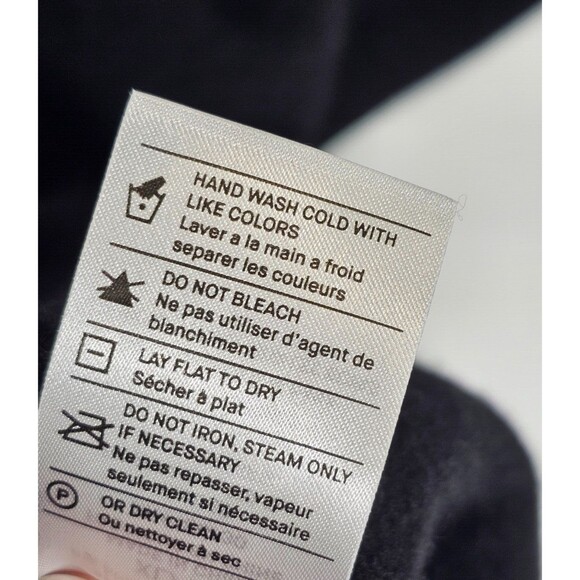 HAND WASH COLD WITH
LIKE COLORS
Laver a la main a froid
separer les couleurs
DO NOT BLEACH
Ne pas utiliser d'agent de
blanchiment
LAY FLAT TO DRY
Sécher à plat
DO NOT IRON, STEAM ONLY
IF NECESSARY
Ne pas repasser, vapeur
seulement si nécessaire
P
OR DRY CLEAN
Ou nettoyer à sec